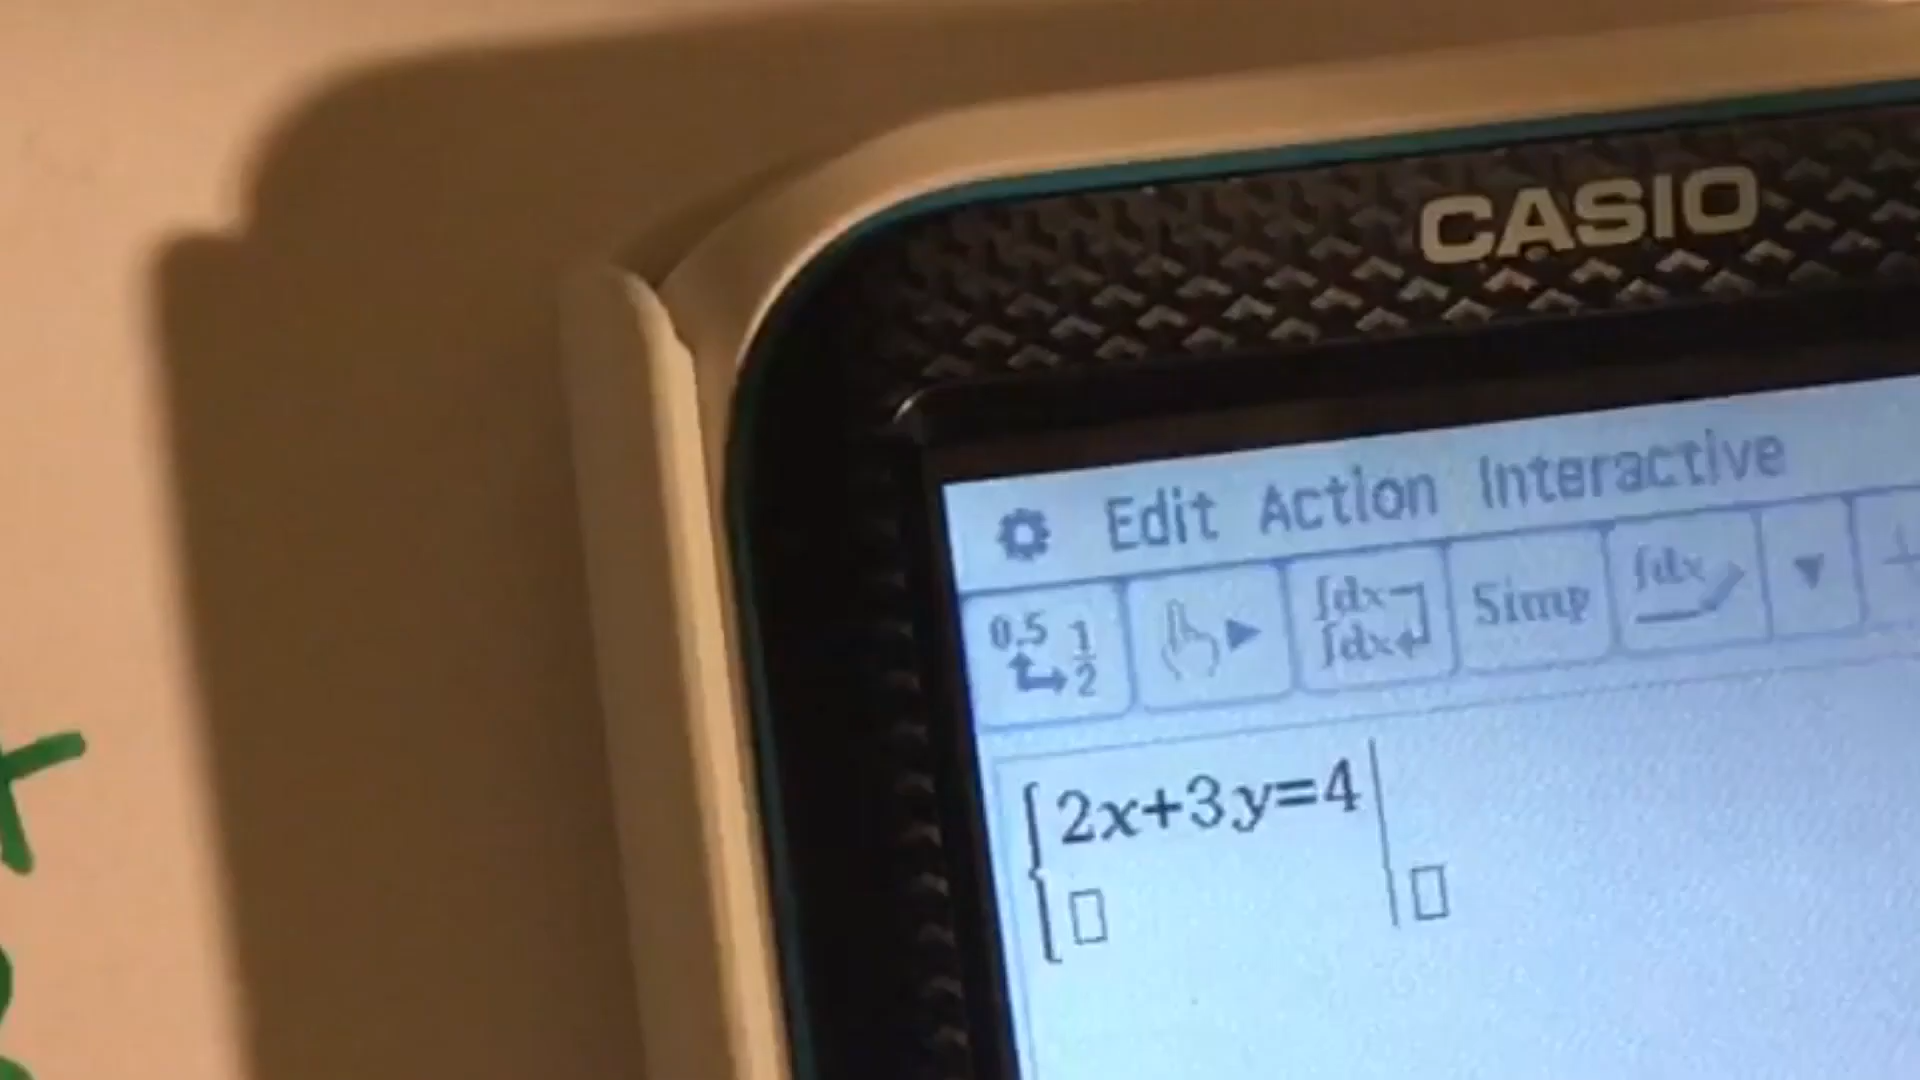 CASIO
Edit Action Interactive
0.5 1/2 ∫dx ∫dx Simp ∫dx
2x+3y=4